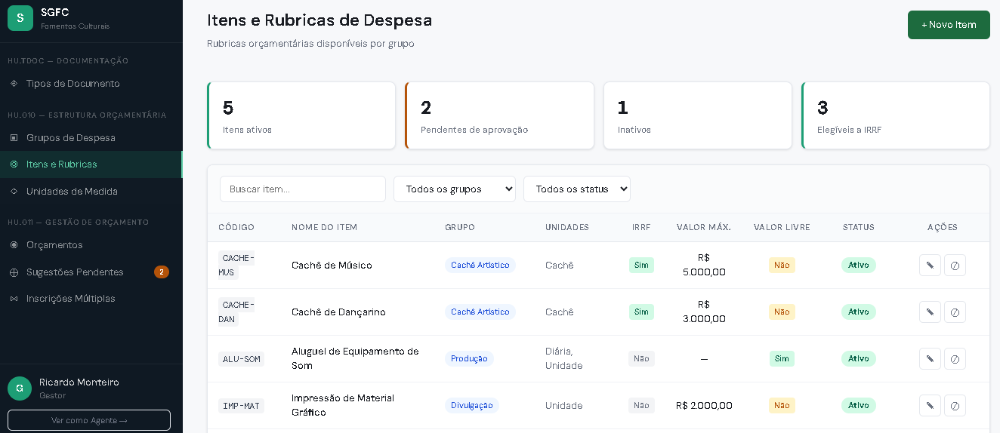 S
SGFC
Fomentos Culturais
HU.TDOC — DOCUMENTAÇÃO
Tipos de Documento
HU.010 — ESTRUTURA ORÇAMENTÁRIA
Grupos de Despesa
Itens e Rubricas
Unidades de Medida
HU.011 — GESTÃO DE ORÇAMENTO
Orçamentos
Sugestões Pendentes 2
Inscrições Múltiplas
G
Ricardo Monteiro
Gestor
Ver como Agente →
Itens e Rubricas de Despesa
Rubricas orçamentárias disponíveis por grupo
+ Novo Item
5
Itens ativos
2
Pendentes de aprovação
1
Inativos
3
Elegíveis a IRRF
Buscar item... Todos os grupos Todos os status
CÓDIGO NOME DO ITEM GRUPO UNIDADES IRRF VALOR MÁX. VALOR LIVRE STATUS AÇÕES
CACHE-
MUS
Cachê de Músico Cachê Artístico Cachê Sim
R$
5.000,00
Não Ativo
CACHE-
DAN
Cachê de Dançarino Cachê Artístico Cachê Sim
R$
3.000,00
Não Ativo
ALU-SOM
Aluguel de Equipamento de
Som
Produção
Diária,
Unidade
Não — Sim Ativo
IMP-MAT
Impressão de Material
Gráfico
Divulgação Unidade Não R$ 2.000,00 Não Ativo